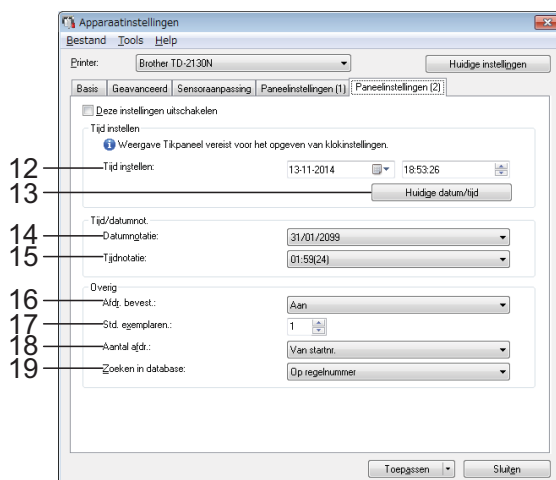 Apparaatinstellingen
Bestand Tools Help
Printer: Brother TD-2130N Huidige instellingen
Basis Geavanceerd Sensoraanpassing Paneelinstellingen (1) Paneelinstellingen (2)
Deze instellingen uitschakelen
Tijd instellen
Weergave Tikpaneel vereist voor het opgeven van klokinstellingen.
12 Tijd instellen: 13-11-2014 18:53:26
13 Huidige datum/tijd
Tijd/datumnot.
14 Datumnotatie: 31/01/2099
15 Tijdnotatie: 01:59(24)
Overig
16 Afdr. bevest.: Aan
17 Std. exemplaren.: 1
18 Aantal afdr.: Van startnr.
19 Zoeken in database: Op regelnummer
Toepassen Sluiten